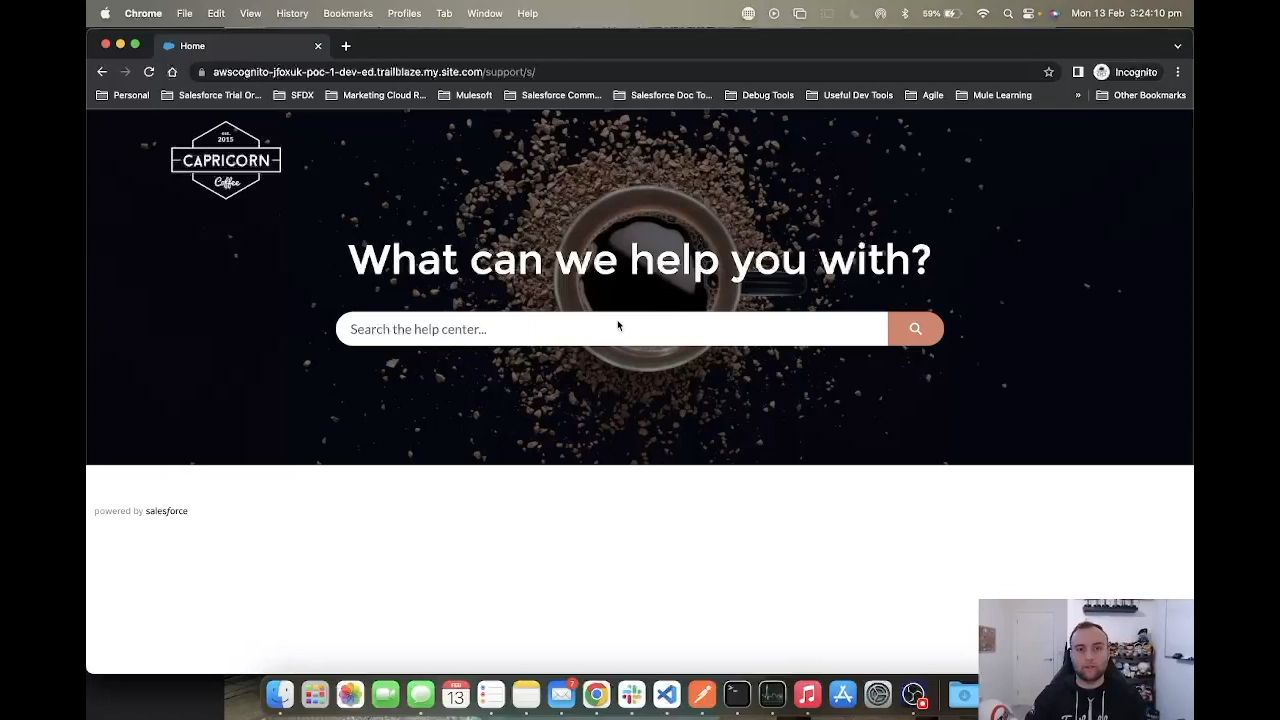 Chrome File Edit View History Bookmarks Profiles Tab Window Help 59% Mon 13 Feb 3:24:10 pm
Home
awscognito-jfoxuk-poc-1-dev-ed.trailblaze.my.site.com/support/s/ Incognito
Personal Salesforce Trial Or... SFDX Marketing Cloud R... Mulesoft Salesforce Comm... Salesforce Doc To... Debug Tools Useful Dev Tools Agile Mule Learning » Other Bookmarks
est.
2015
CAPRICORN
Coffee
What can we help you with?
Search the help center...
powered by salesforce
FEB
13
7